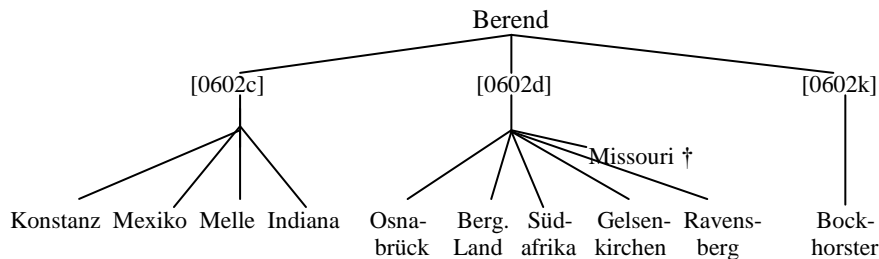 Berend
[0602c] [0602d] [0602k]
Missouri †
Konstanz Mexiko Melle Indiana Osna- Berg. Süd- Gelsen- Ravens- Bock-
brück Land afrika kirchen berg horster